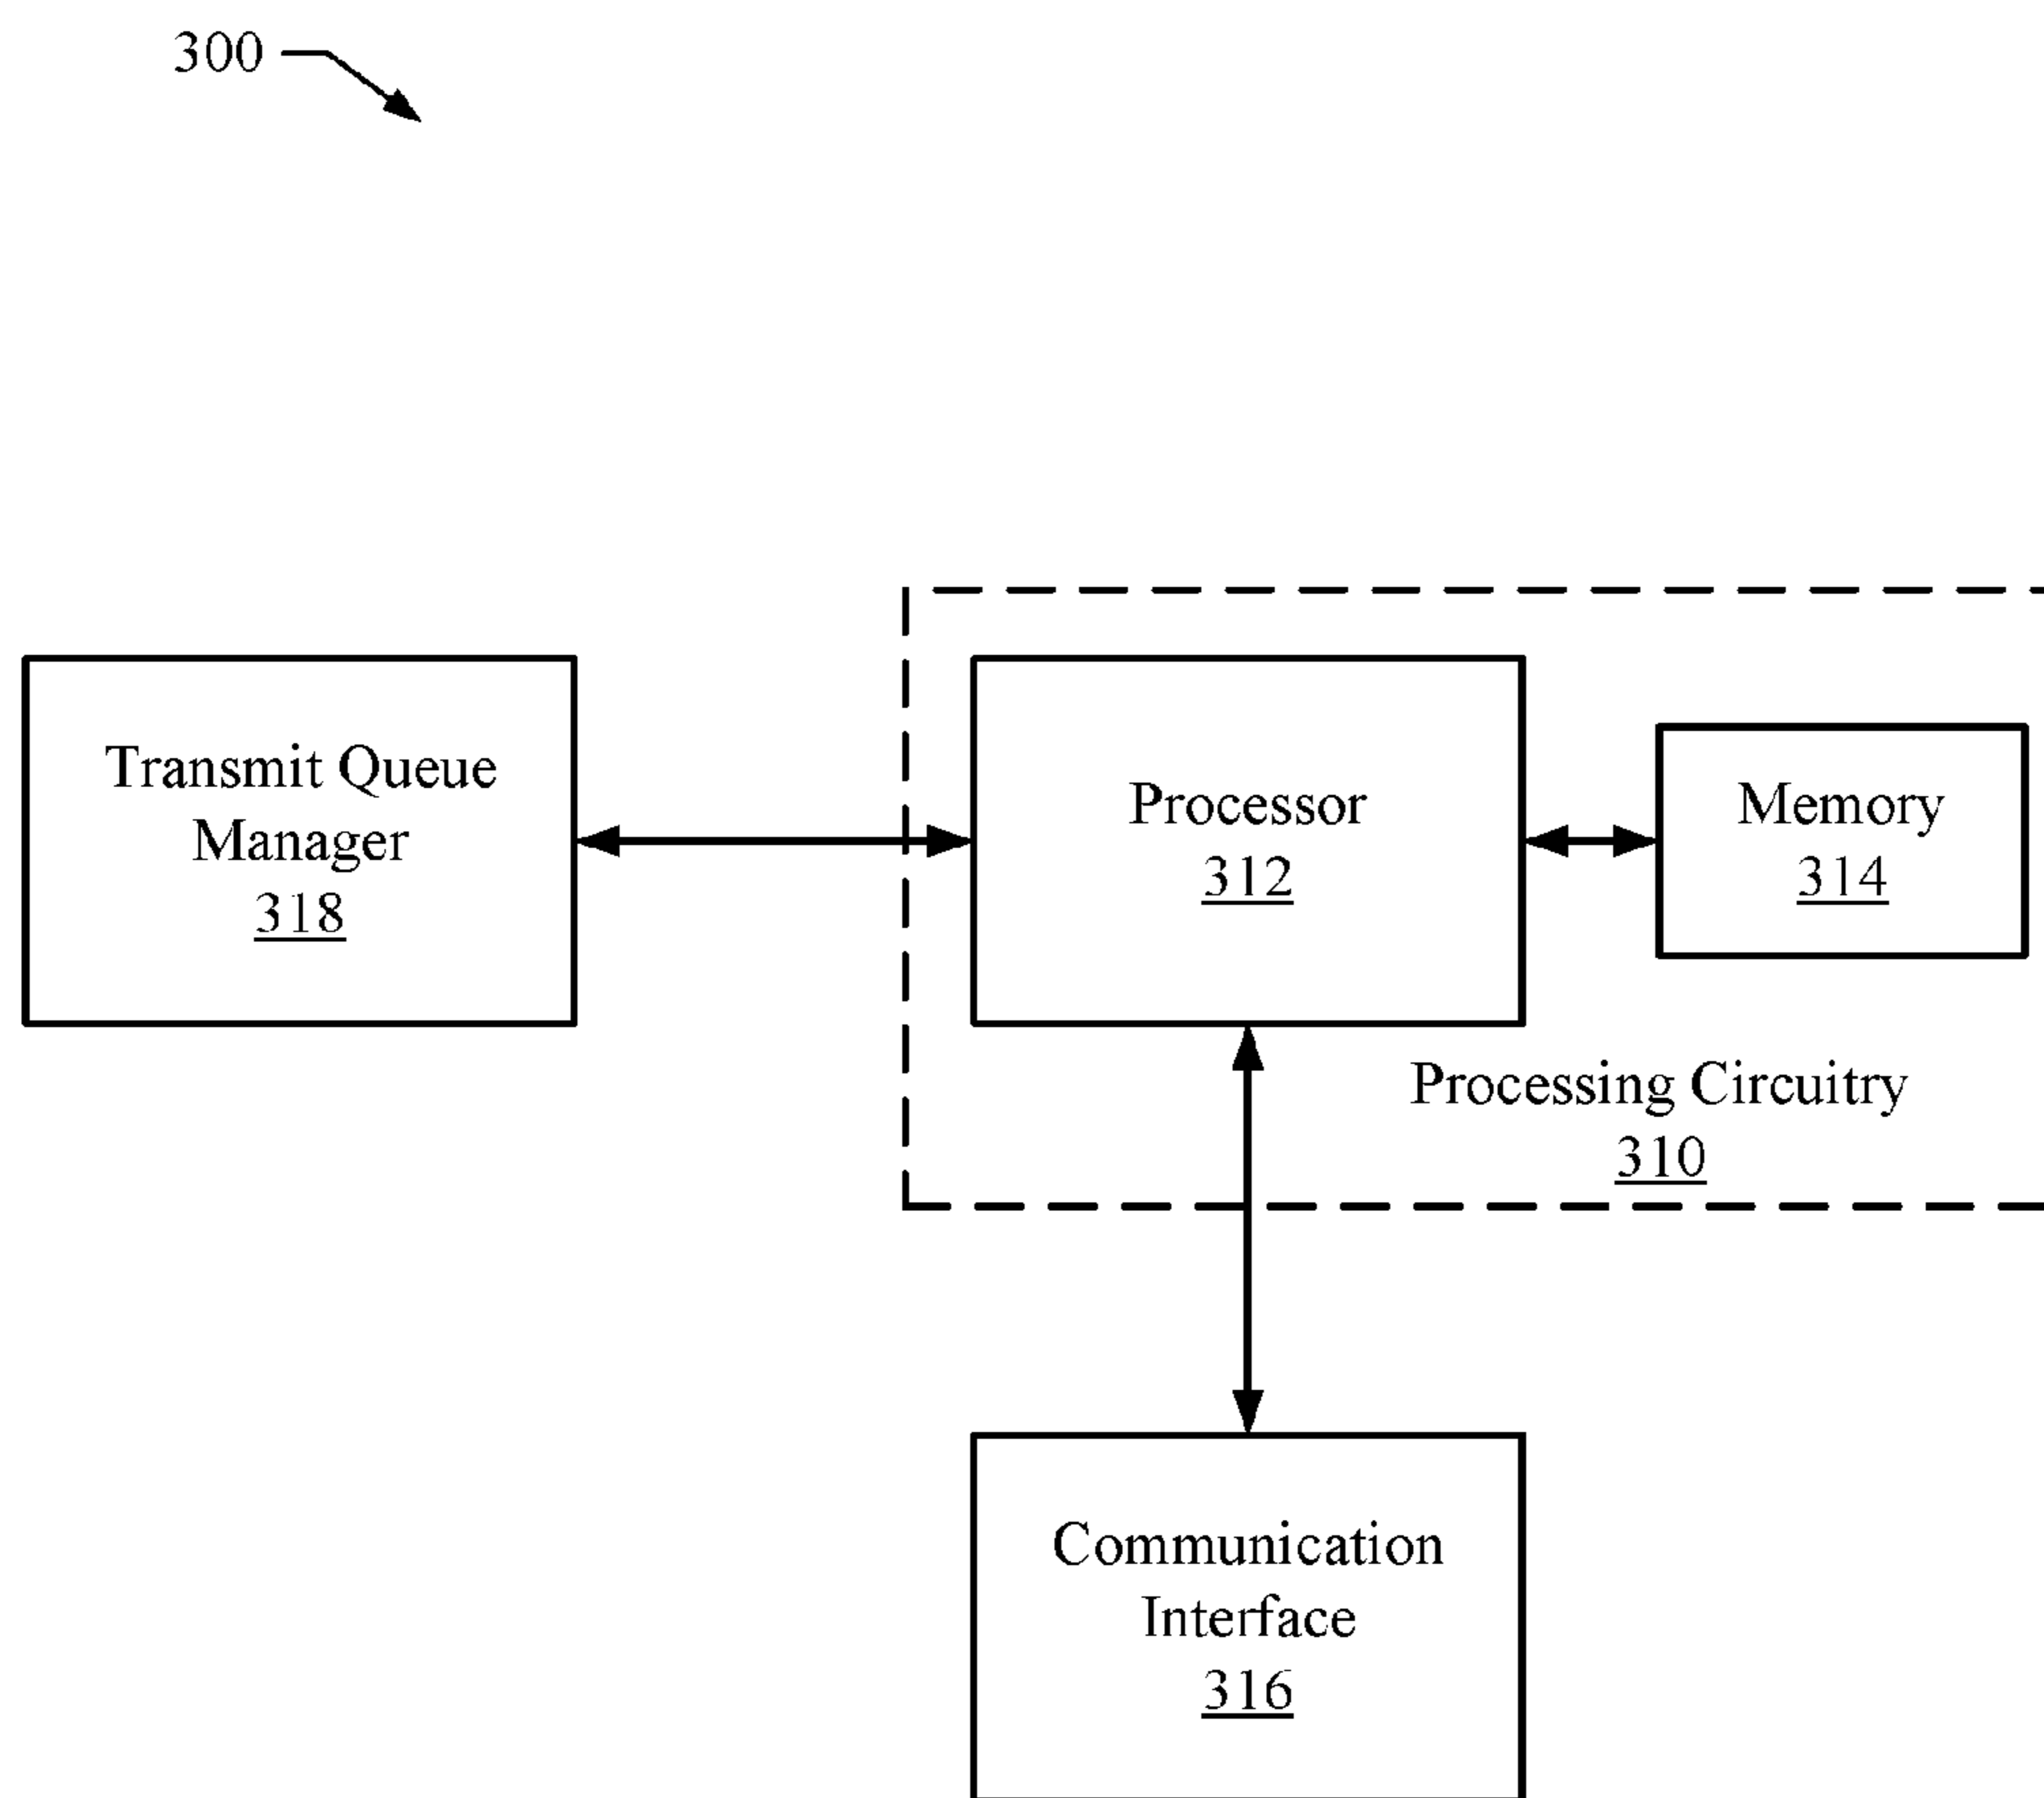 300
Transmit Queue
Manager
318
Processor
312
Memory
314
Processing Circuitry
310
Communication
Interface
316